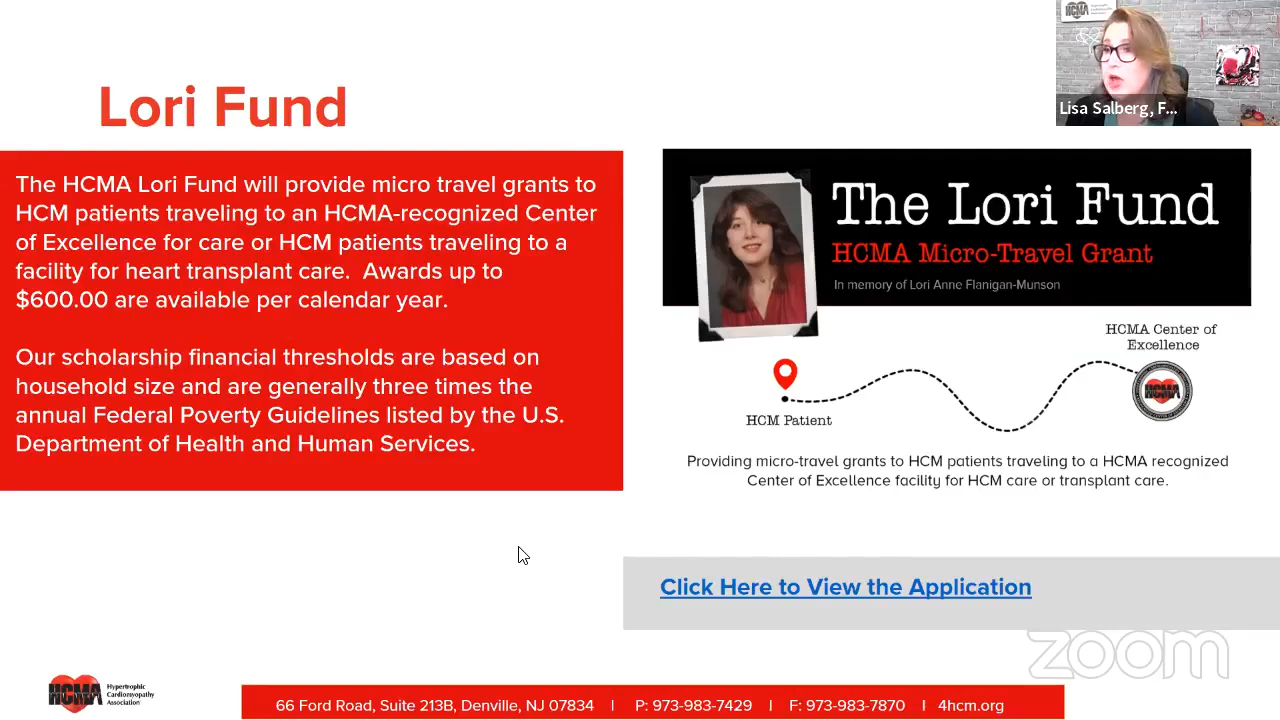 HCMA
Lisa Salberg, F...
Lori Fund
The HCMA Lori Fund will provide micro travel grants to
HCM patients traveling to an HCMA-recognized Center
of Excellence for care or HCM patients traveling to a
facility for heart transplant care. Awards up to
$600.00 are available per calendar year.
Our scholarship financial thresholds are based on
household size and are generally three times the
annual Federal Poverty Guidelines listed by the U.S.
Department of Health and Human Services.
The Lori Fund
HCMA Micro-Travel Grant
In memory of Lori Anne Flanigan-Munson
HCMA Center of
Excellence
HCMA
HCM Patient
Providing micro-travel grants to HCM patients traveling to a HCMA recognized
Center of Excellence facility for HCM care or transplant care.
Click Here to View the Application
zoom
HCMA
Hypertrophic
Cardiomyopathy
Association
66 Ford Road, Suite 213B, Denville, NJ 07834 I P: 973-983-7429 I F: 973-983-7870 I 4hcm.org